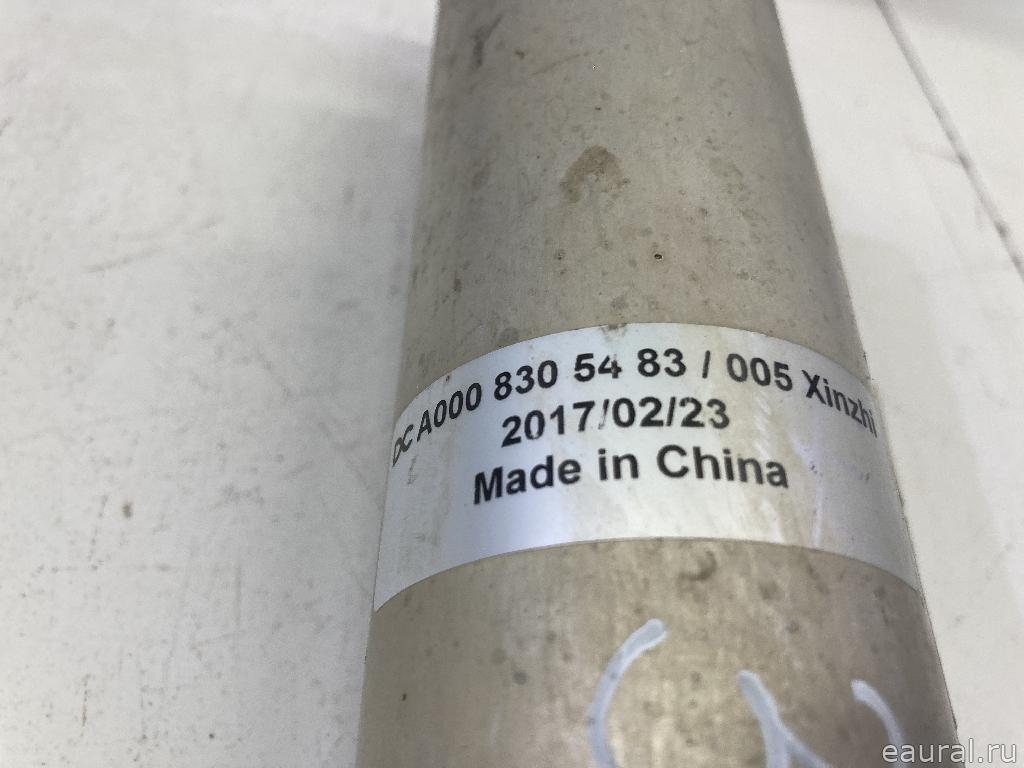 DC A000 830 54 83 / 005 Xinzhi
2017/02/23
Made in China
eaural.ru